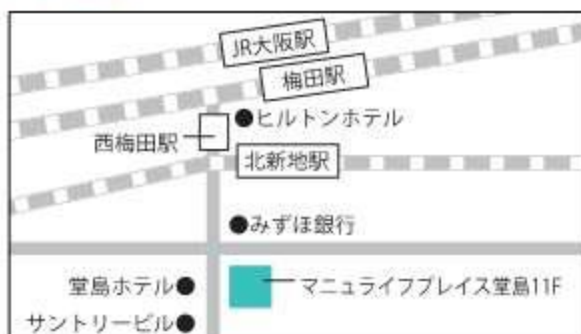 JR大阪駅
梅田駅
●ヒルトンホテル
西梅田駅
北新地駅
●みずほ銀行
堂島ホテル●
マニュライフプレイス堂島11F
サントリービル●